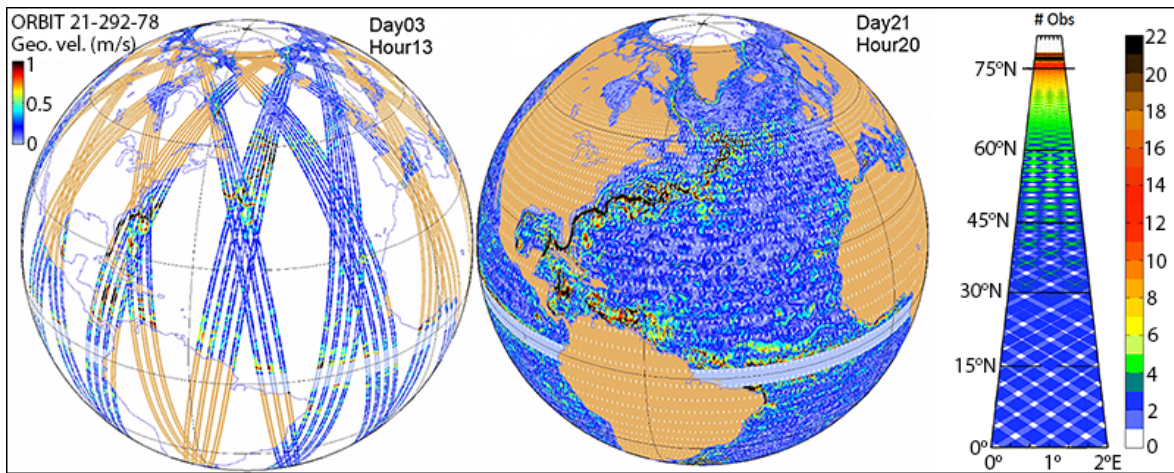 ORBIT 21-292-78
Geo. vel. (m/s)
1
0.5
0
Day03
Hour13
Day21
Hour20
# Obs
75ºN
60ºN
45ºN
30ºN
15ºN
0º
0º 1º 2ºE
22
20
18
16
14
12
10
8
6
4
2
0